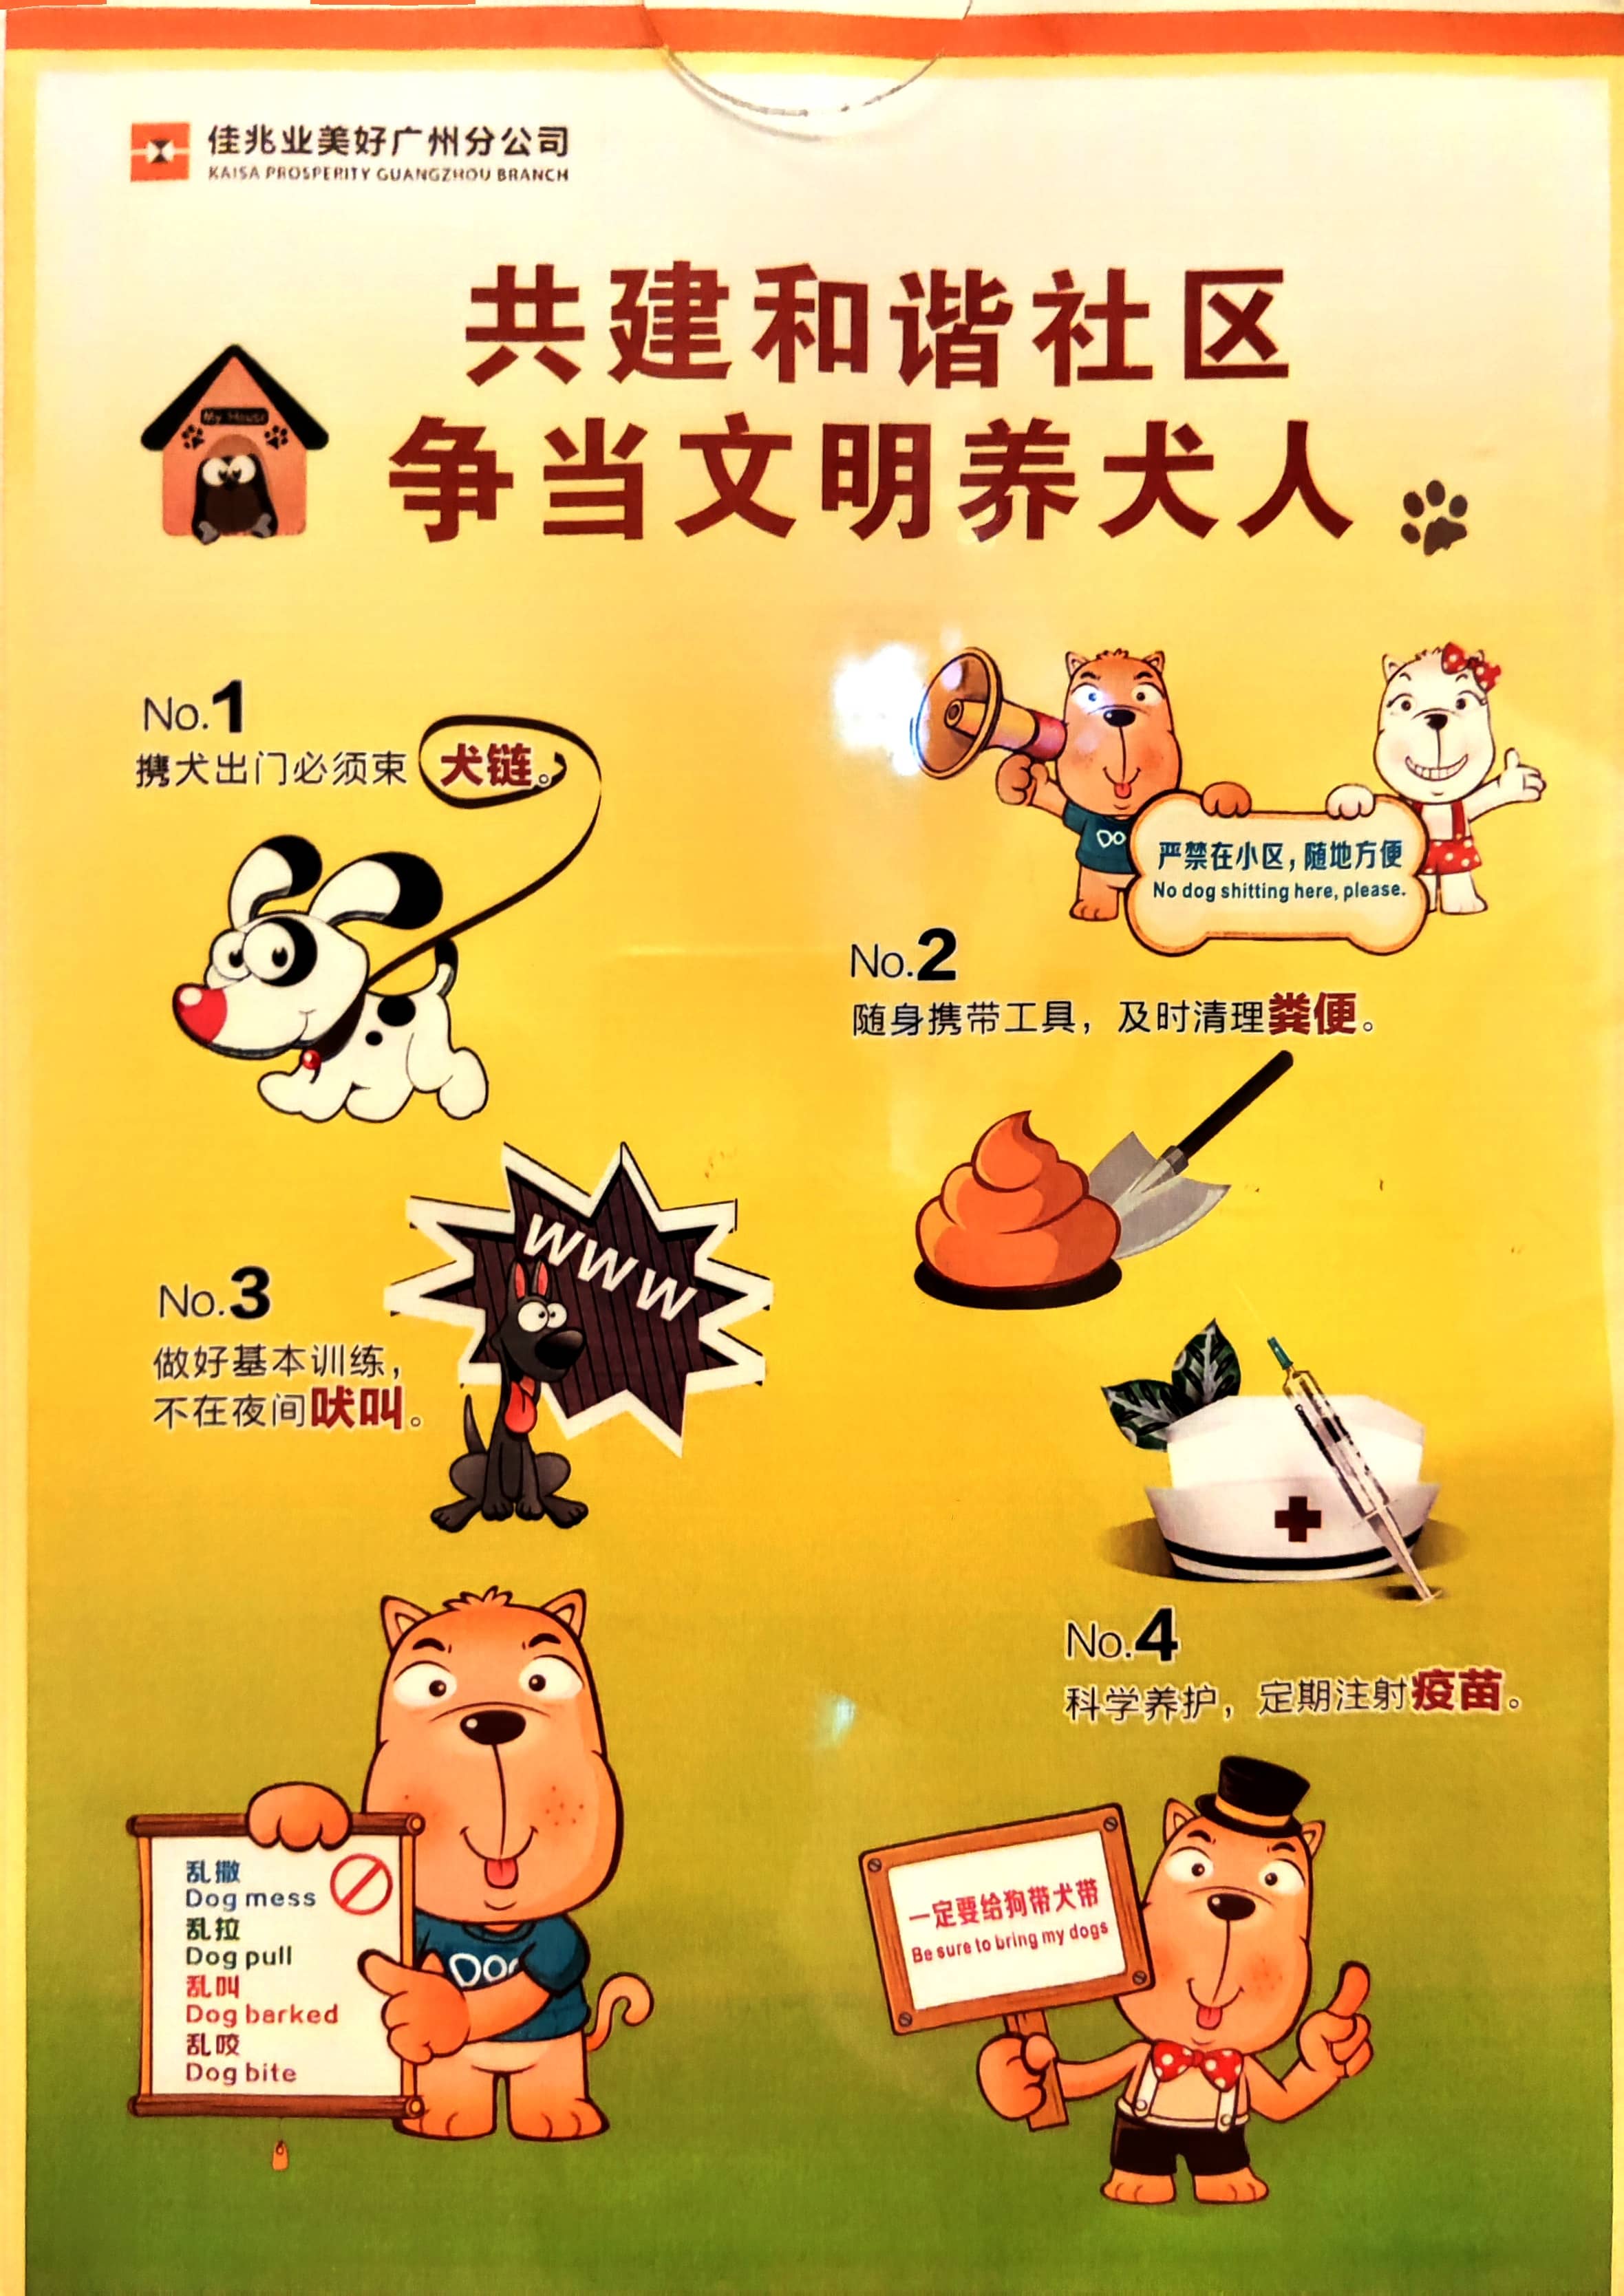 佳兆业美好广州分公司
KAISA PROSPERITY GUANGZHOU BRANCH
共建和谐社区
争当文明养犬人
My House
No.1
携犬出门必须束 犬链。
DO
严禁在小区，随地方便
No dog shitting here, please.
No.2
随身携带工具，及时清理粪便。
WWW
No.3
做好基本训练，
不在夜间吠叫。
No.4
科学养护，定期注射疫苗。
乱撒
Dog mess
乱拉
Dog pull
乱叫
Dog barked
乱咬
Dog bite
DOG
一定要给狗带犬带
Be sure to bring my dogs